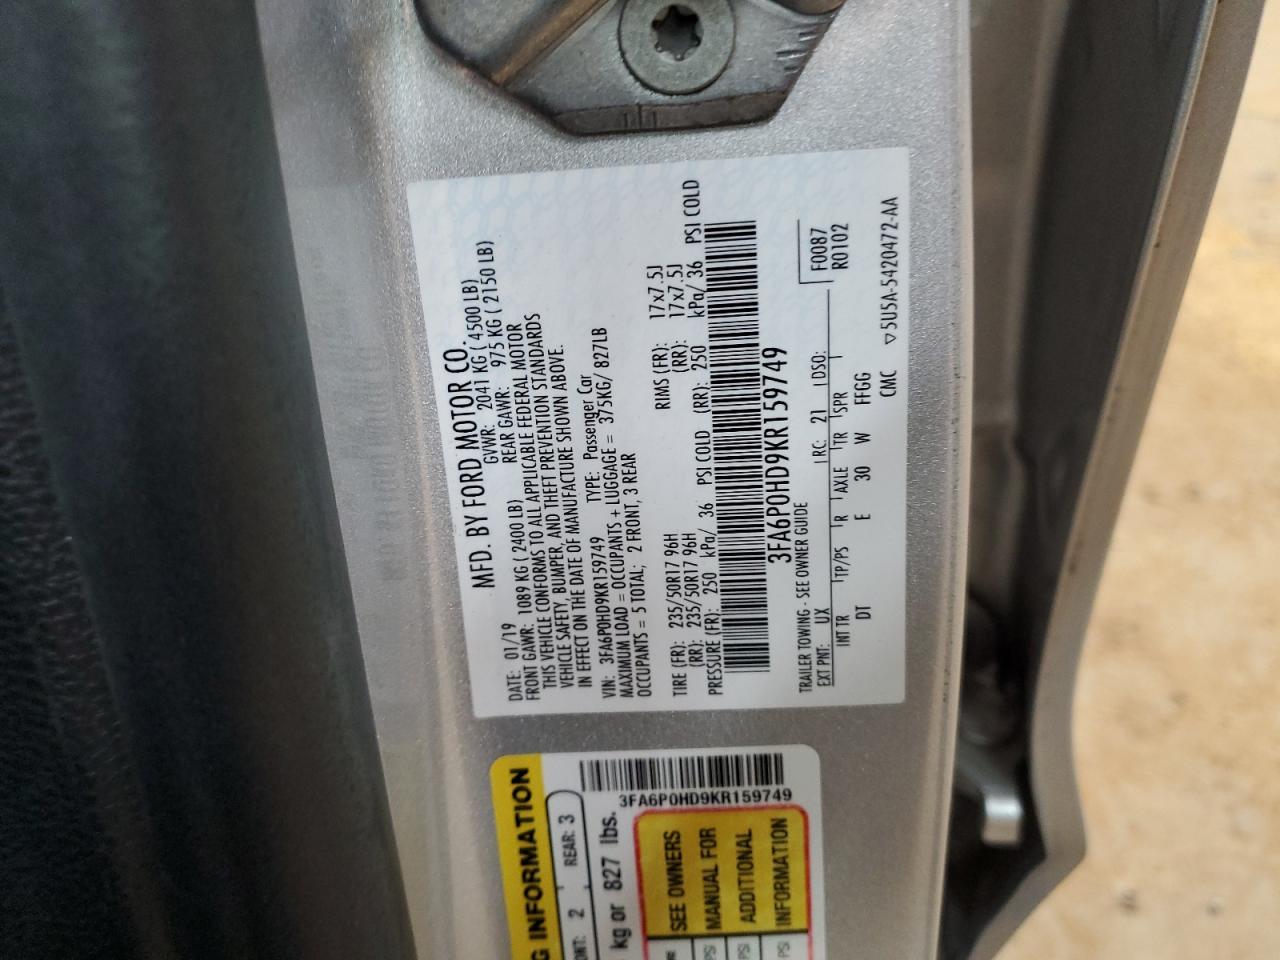 MFD. BY FORD MOTOR CO.
DATE: 01/19 GVWR: 2041 KG ( 4500 LB)
FRONT GAWR: 1089 KG ( 2400 LB) REAR GAWR: 975 KG ( 2150 LB)
THIS VEHICLE CONFORMS TO ALL APPLICABLE FEDERAL MOTOR
VEHICLE SAFETY, BUMPER, AND THEFT PREVENTION STANDARDS
IN EFFECT ON THE DATE OF MANUFACTURE SHOWN ABOVE.
VIN: 3FA6P0HD9KR159749 TYPE: Passenger Car
MAXIMUM LOAD = OCCUPANTS + LUGGAGE = 375KG/ 827LB
OCCUPANTS = 5 TOTAL; 2 FRONT, 3 REAR
TIRE (FR): 235/50R17 96H RIMS (FR): 17x7.5J
(RR): 235/50R17 96H (RR): 17x7.5J
PRESSURE (FR): 250 kPa/ 36 PSI COLD (RR): 250 kPa/ 36 PSI COLD
3FA6P0HD9KR159749
TRAILER TOWING - SEE OWNER GUIDE
F0087
R0102
EXT PNT: UX RC: 21 DSO:
INT TR TP/PS R AXLE TR SPR
DT E 30 W FFGG
CMC 5U5A-5420472-AA
G INFORMATION
ONT: 2 REAR: 3
kg or 827 lbs.
3FA6P0HD9KR159749
SEE OWNERS
MANUAL FOR
ADDITIONAL
INFORMATION
PSI
PSI
PSI